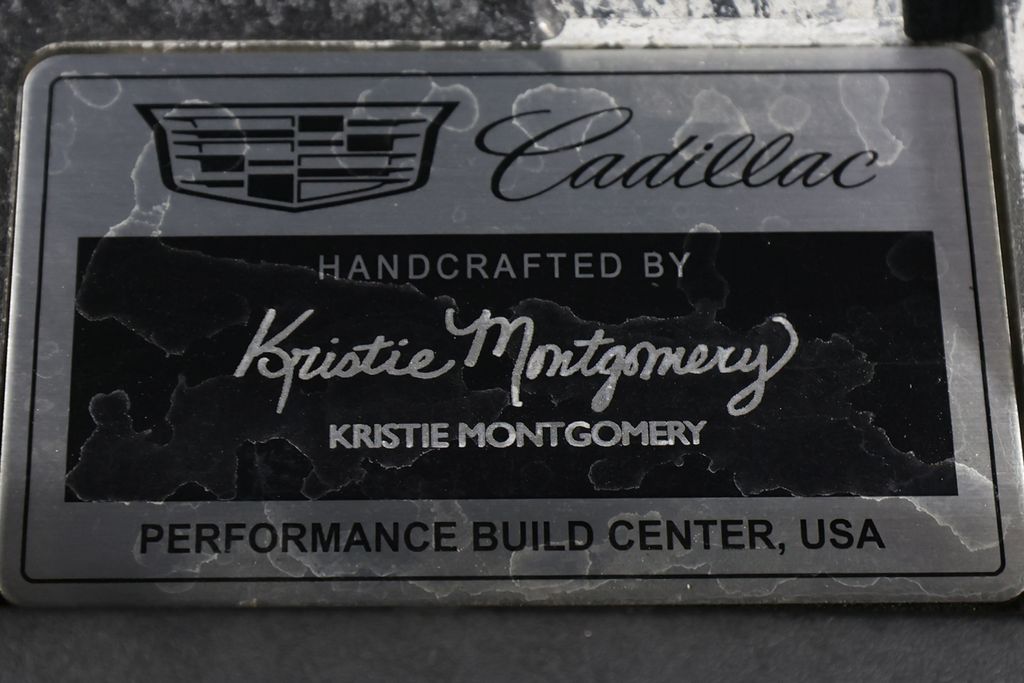 Cadillac
HANDCRAFTED BY
Kristie Montgomery
KRISTIE MONTGOMERY
PERFORMANCE BUILD CENTER, USA